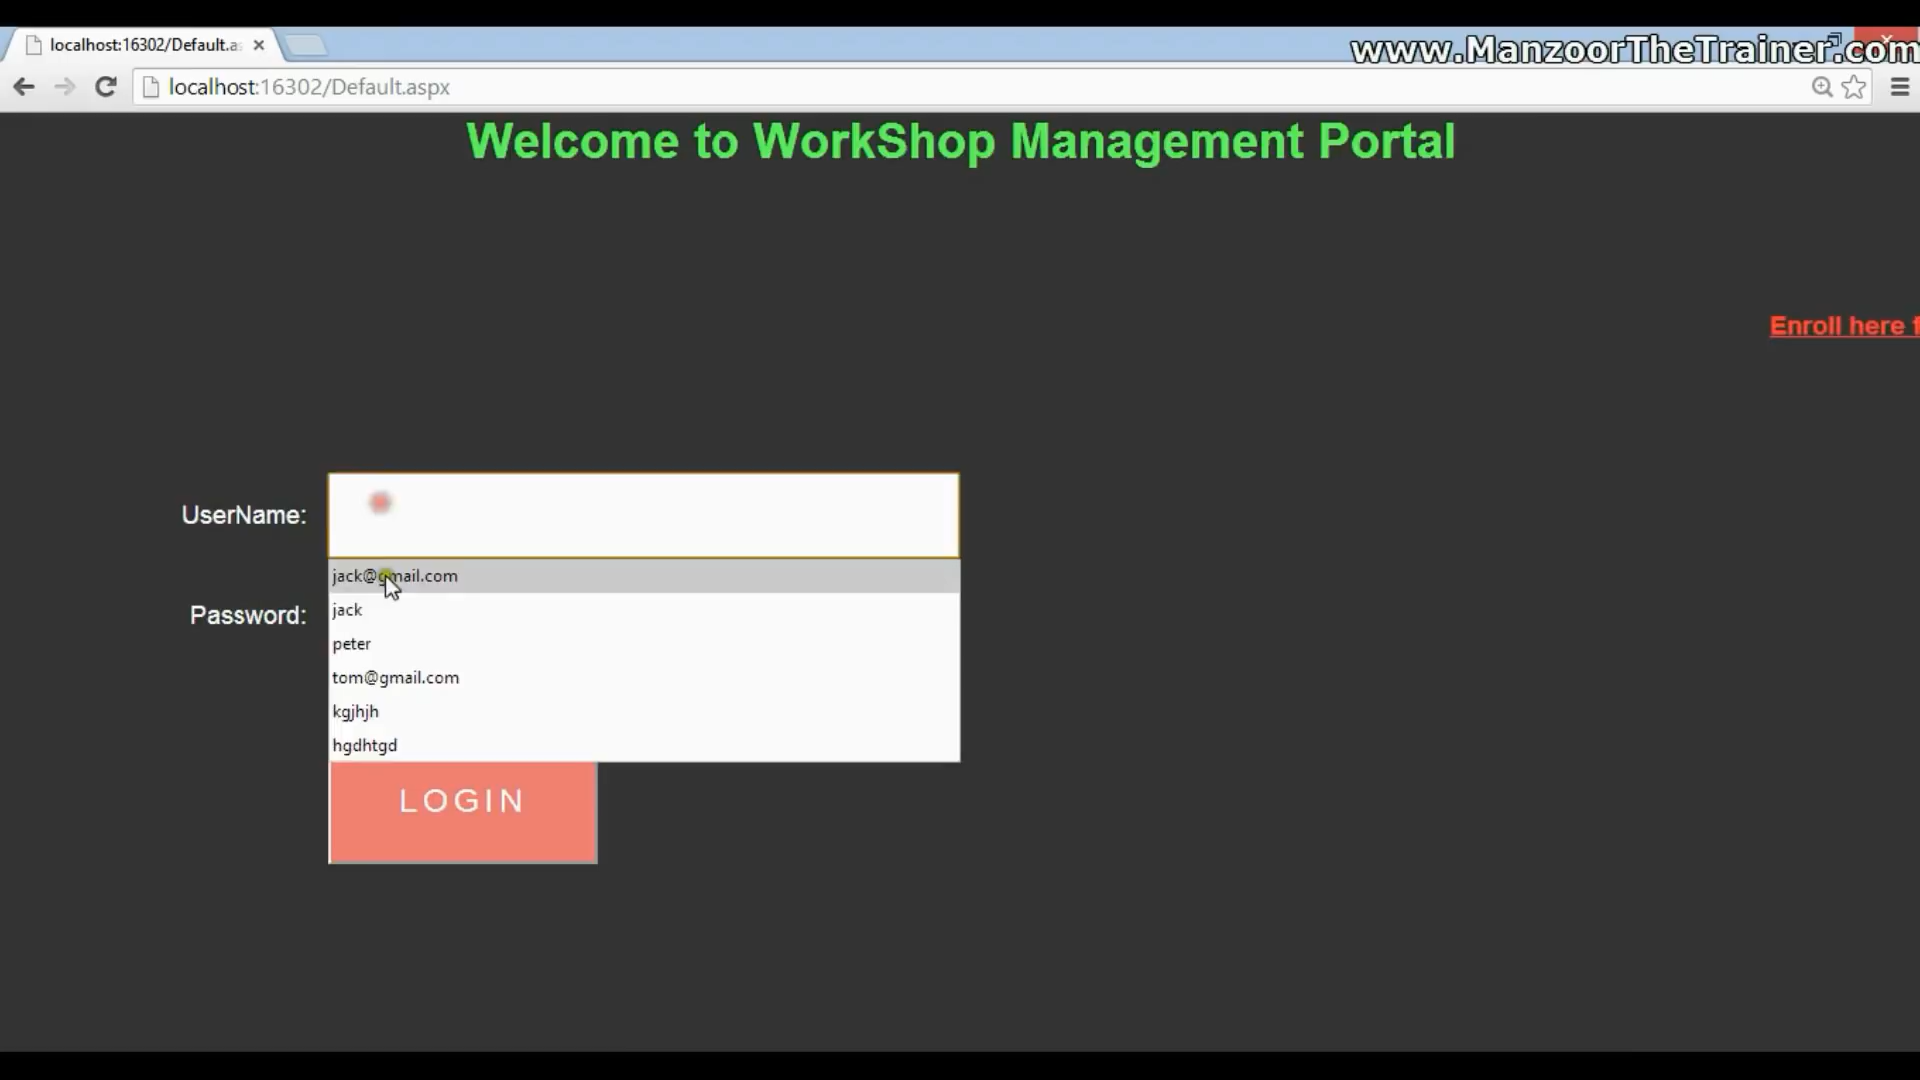 localhost:16302/Default.a
www.ManzoorTheTrainer.com
localhost:16302/Default.aspx
Welcome to WorkShop Management Portal
Enroll here f
UserName:
jack@gmail.com
jack
Password:
peter
tom@gmail.com
kgjhjh
hgdhtgd
LOGIN